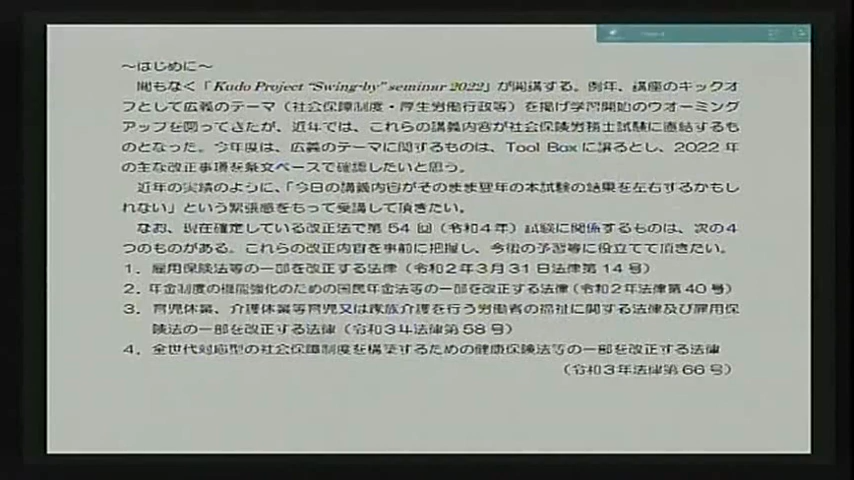 ～はじめに～
間もなく「Kudo Project "Swing-by" seminar 2022」が開講する。例年、講座のキックオ
フとして広義のテーマ（社会保障制度・厚生労働行政等）を掲げ学習開始のウオーミング
アップを図ってきたが、近年では、これらの講義内容が社会保険労務士試験に直結するも
のとなった。今年度は、広義のテーマに関するものは、Tool Boxに譲るとし、2022年
の主な改正事項を条文ベースで確認したいと思う。
近年の実績のように、「今日の講義内容がそのまま翌年の本試験の結果を左右するかもし
れない」という緊張感をもって受講して頂きたい。
なお、現在確定している改正法で第54回（令和4年）試験に関係するものは、次の4
つのものがある。これらの改正内容を事前に把握し、今後の予習等に役立てて頂きたい。
1．雇用保険法等の一部を改正する法律（令和2年3月31日法律第14号）
2．年金制度の機能強化のための国民年金法等の一部を改正する法律（令和2年法律第40号）
3．育児休業、介護休業等育児又は家族介護を行う労働者の福祉に関する法律及び雇用保
険法の一部を改正する法律（令和3年法律第58号）
4．全世代対応型の社会保障制度を構築するための健康保険法等の一部を改正する法律
（令和3年法律第66号）